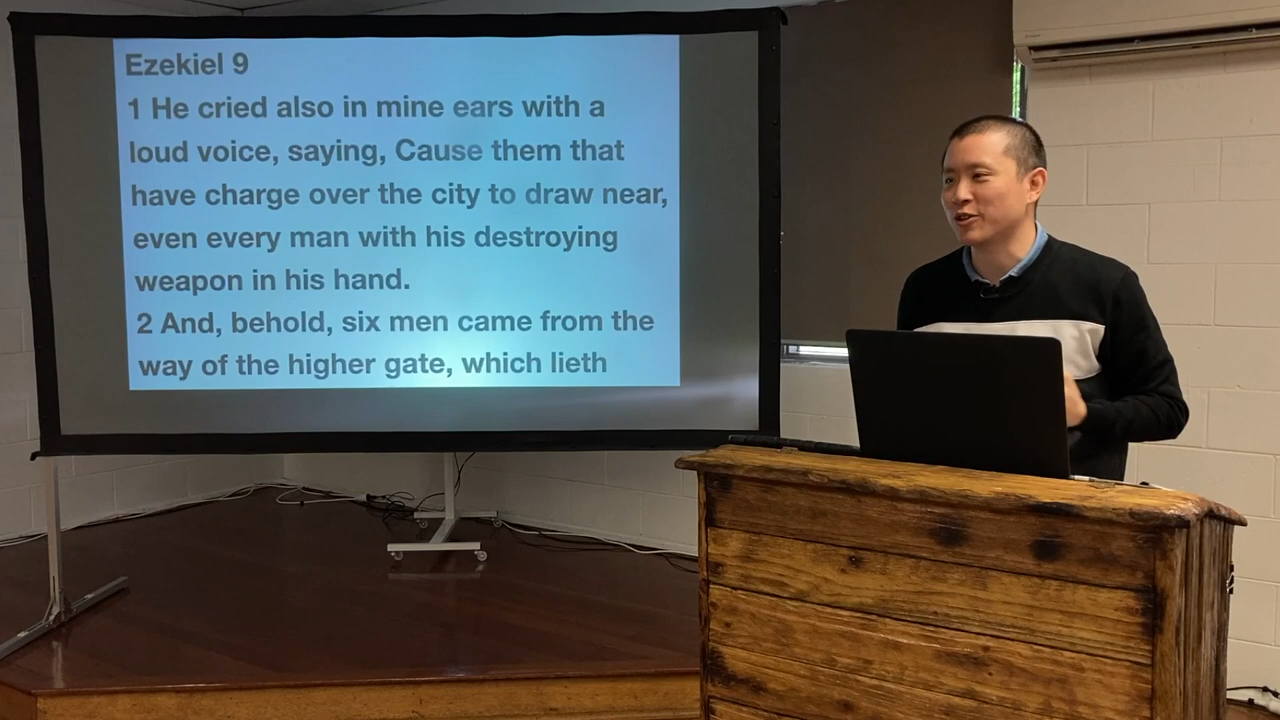 Ezekiel 9
1 He cried also in mine ears with a
loud voice, saying, Cause them that
have charge over the city to draw near,
even every man with his destroying
weapon in his hand.
2 And, behold, six men came from the
way of the higher gate, which lieth